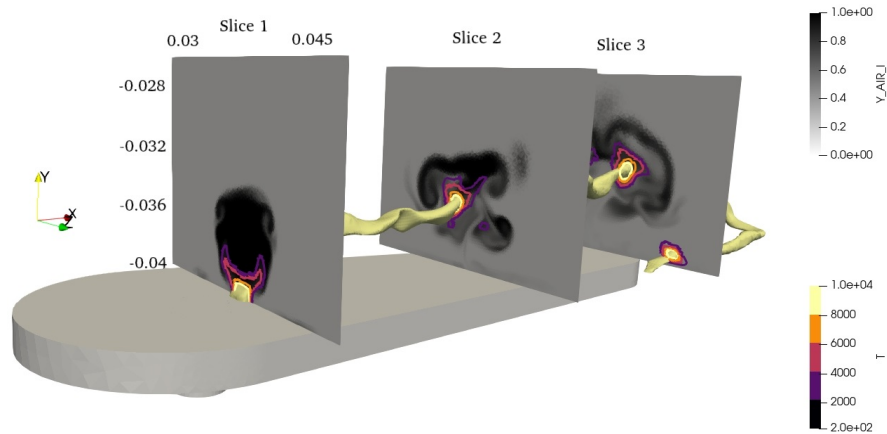 Slice 1
Slice 2
Slice 3
0.03
0.045
-0.028
-0.032
-0.036
-0.04
Y
X
Z
1.0e+00
0.8
0.6
0.4
0.2
0.0e+00
Y_AIR_I
1.0e+04
8000
6000
4000
2000
2.0e+02
T